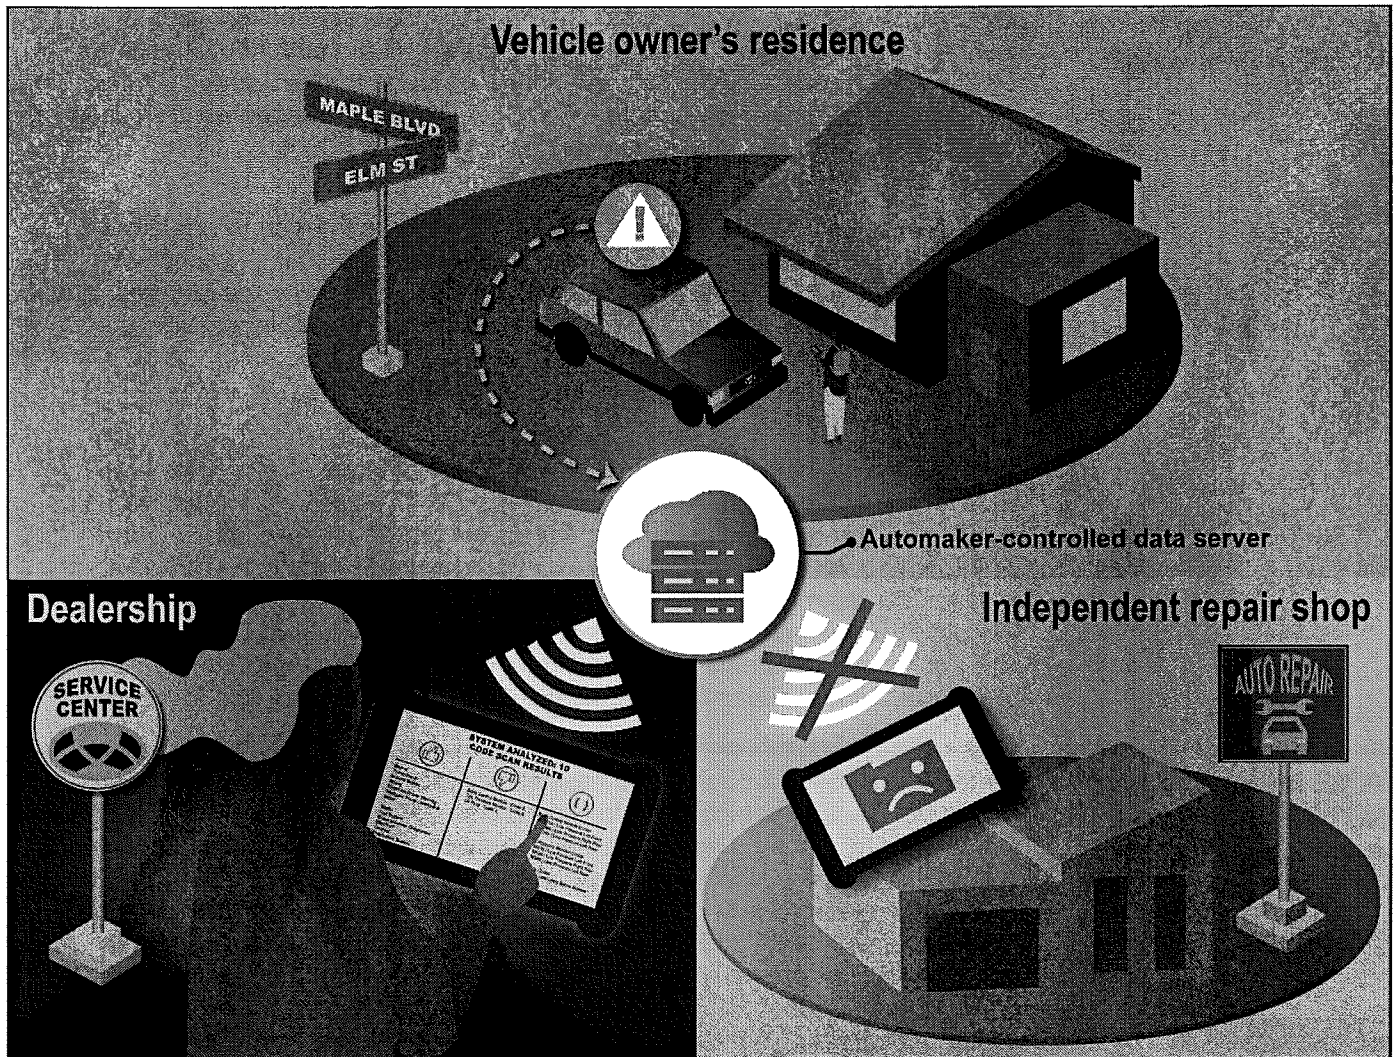 Vehicle owner's residence
MAPLE BLVD
ELM ST
Automaker-controlled data server
Dealership
Independent repair shop
SERVICE
CENTER
AUTO REPAIR
SYSTEM ANALYZED: 10
CODE SCAN RESULTS